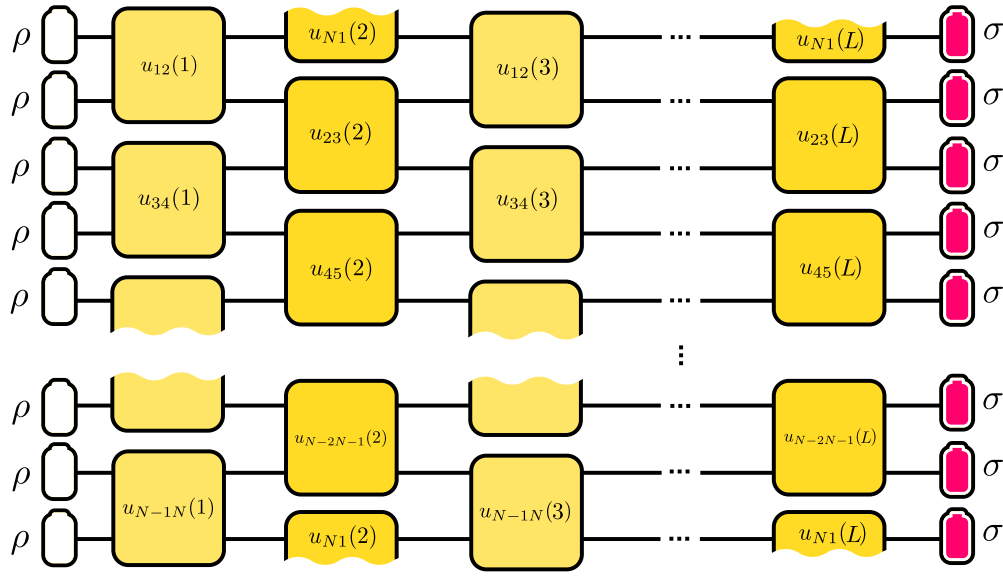 ρ u_{12}(1) u_{N1}(2) u_{12}(3) ... u_{N1}(L) σ
ρ u_{23}(2) ... u_{23}(L) σ
ρ u_{34}(1) u_{34}(3) ... σ
ρ u_{45}(2) ... u_{45}(L) σ
ρ ... σ
⋮
ρ u_{N-2N-1}(2) ... u_{N-2N-1}(L) σ
ρ u_{N-1N}(1) u_{N-1N}(3) ... σ
ρ u_{N1}(2) ... u_{N1}(L) σ